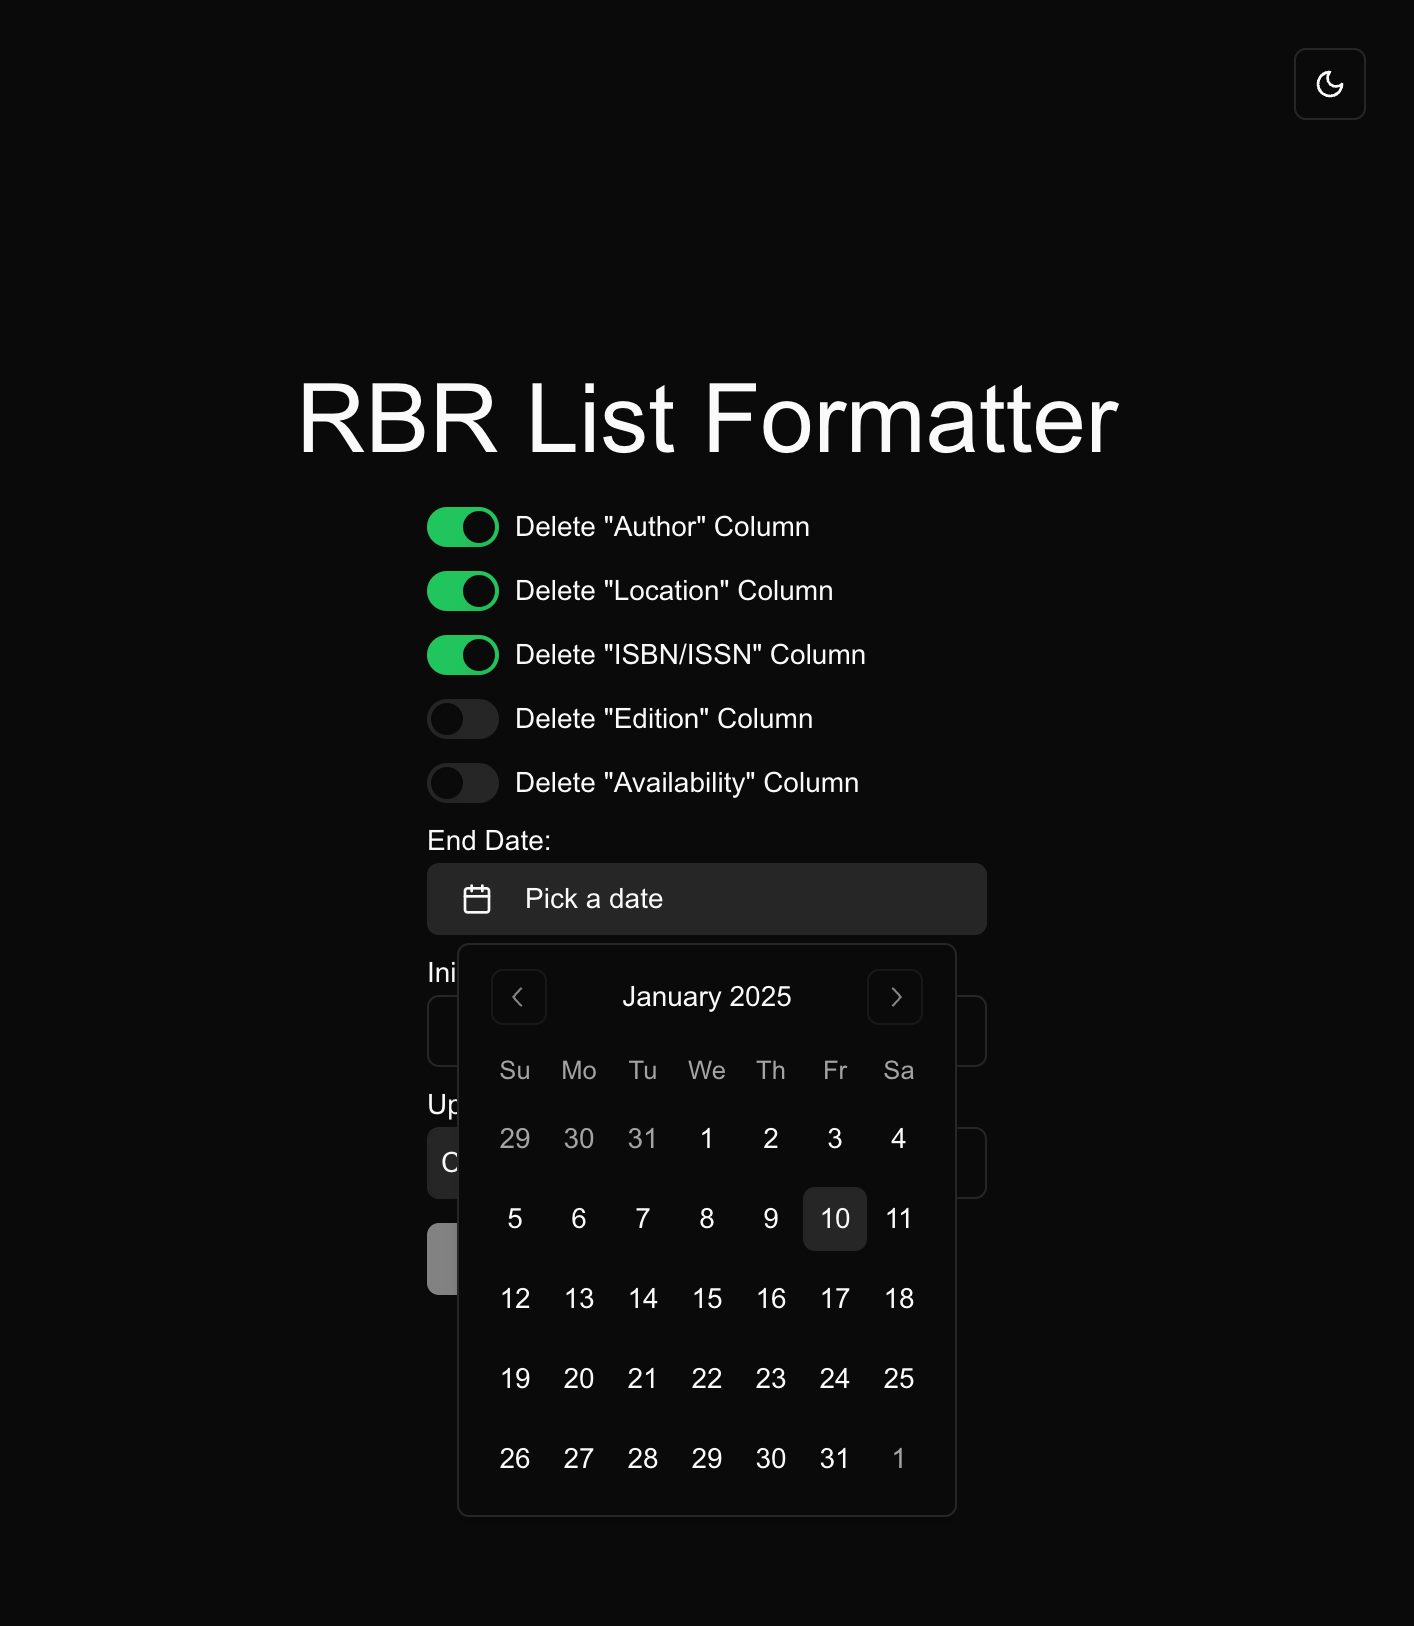 RBR List Formatter
Delete "Author" Column
Delete "Location" Column
Delete "ISBN/ISSN" Column
Delete "Edition" Column
Delete "Availability" Column
End Date:
Pick a date
January 2025
Su Mo Tu We Th Fr Sa
29 30 31 1 2 3 4
5 6 7 8 9 10 11
12 13 14 15 16 17 18
19 20 21 22 23 24 25
26 27 28 29 30 31 1